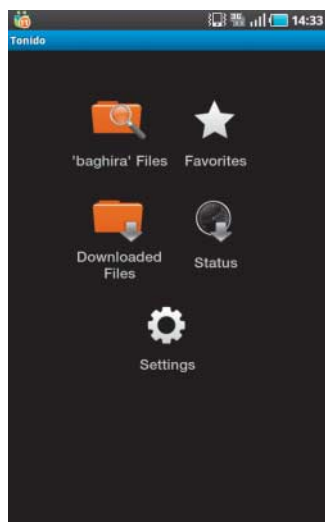 14:33
Tonido
'baghira' Files
Favorites
Downloaded
Files
Status
Settings